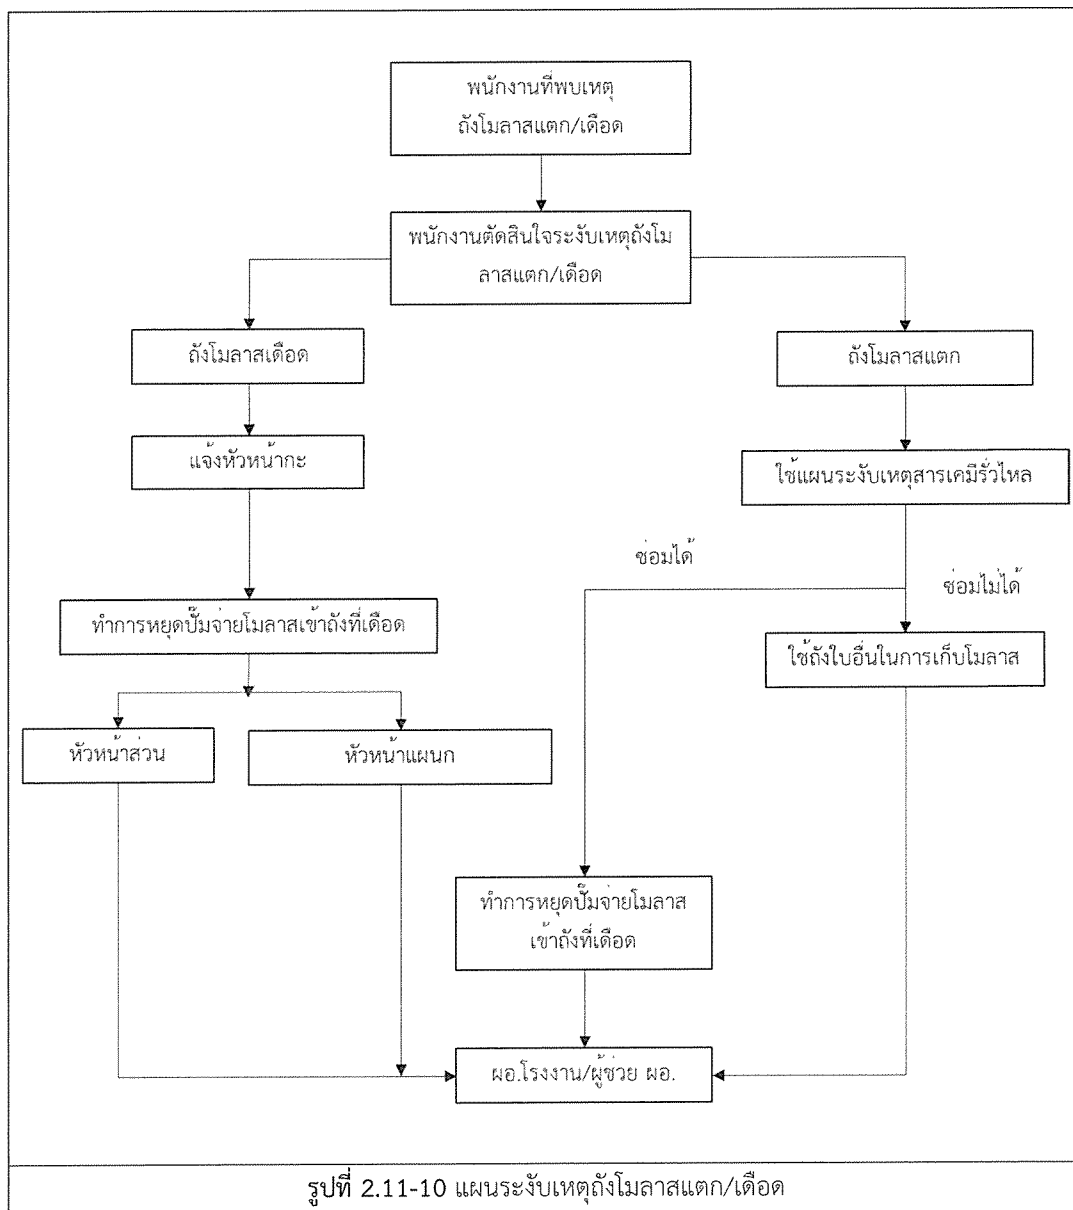 พนักงานที่พบเหตุ
ถังโมลาสแตก/เดือด
พนักงานตัดสินใจระงับเหตุถังโม
ลาสแตก/เดือด
ถังโมลาสเดือด
ถังโมลาสแตก
แจ้งหัวหน้ากะ
ใช้แผนระงับเหตุสารเคมีรั่วไหล
ซ่อมได้
ซ่อมไม่ได้
ทำการหยุดปั๊มจ่ายโมลาสเข้าถังที่เดือด
ใช้ถังใบอื่นในการเก็บโมลาส
หัวหน้าส่วน
หัวหน้าแผนก
ทำการหยุดปั๊มจ่ายโมลาส
เข้าถังที่เดือด
ผอ.โรงงาน/ผู้ช่วย ผอ.
รูปที่ 2.11-10 แผนระงับเหตุถังโมลาสแตก/เดือด